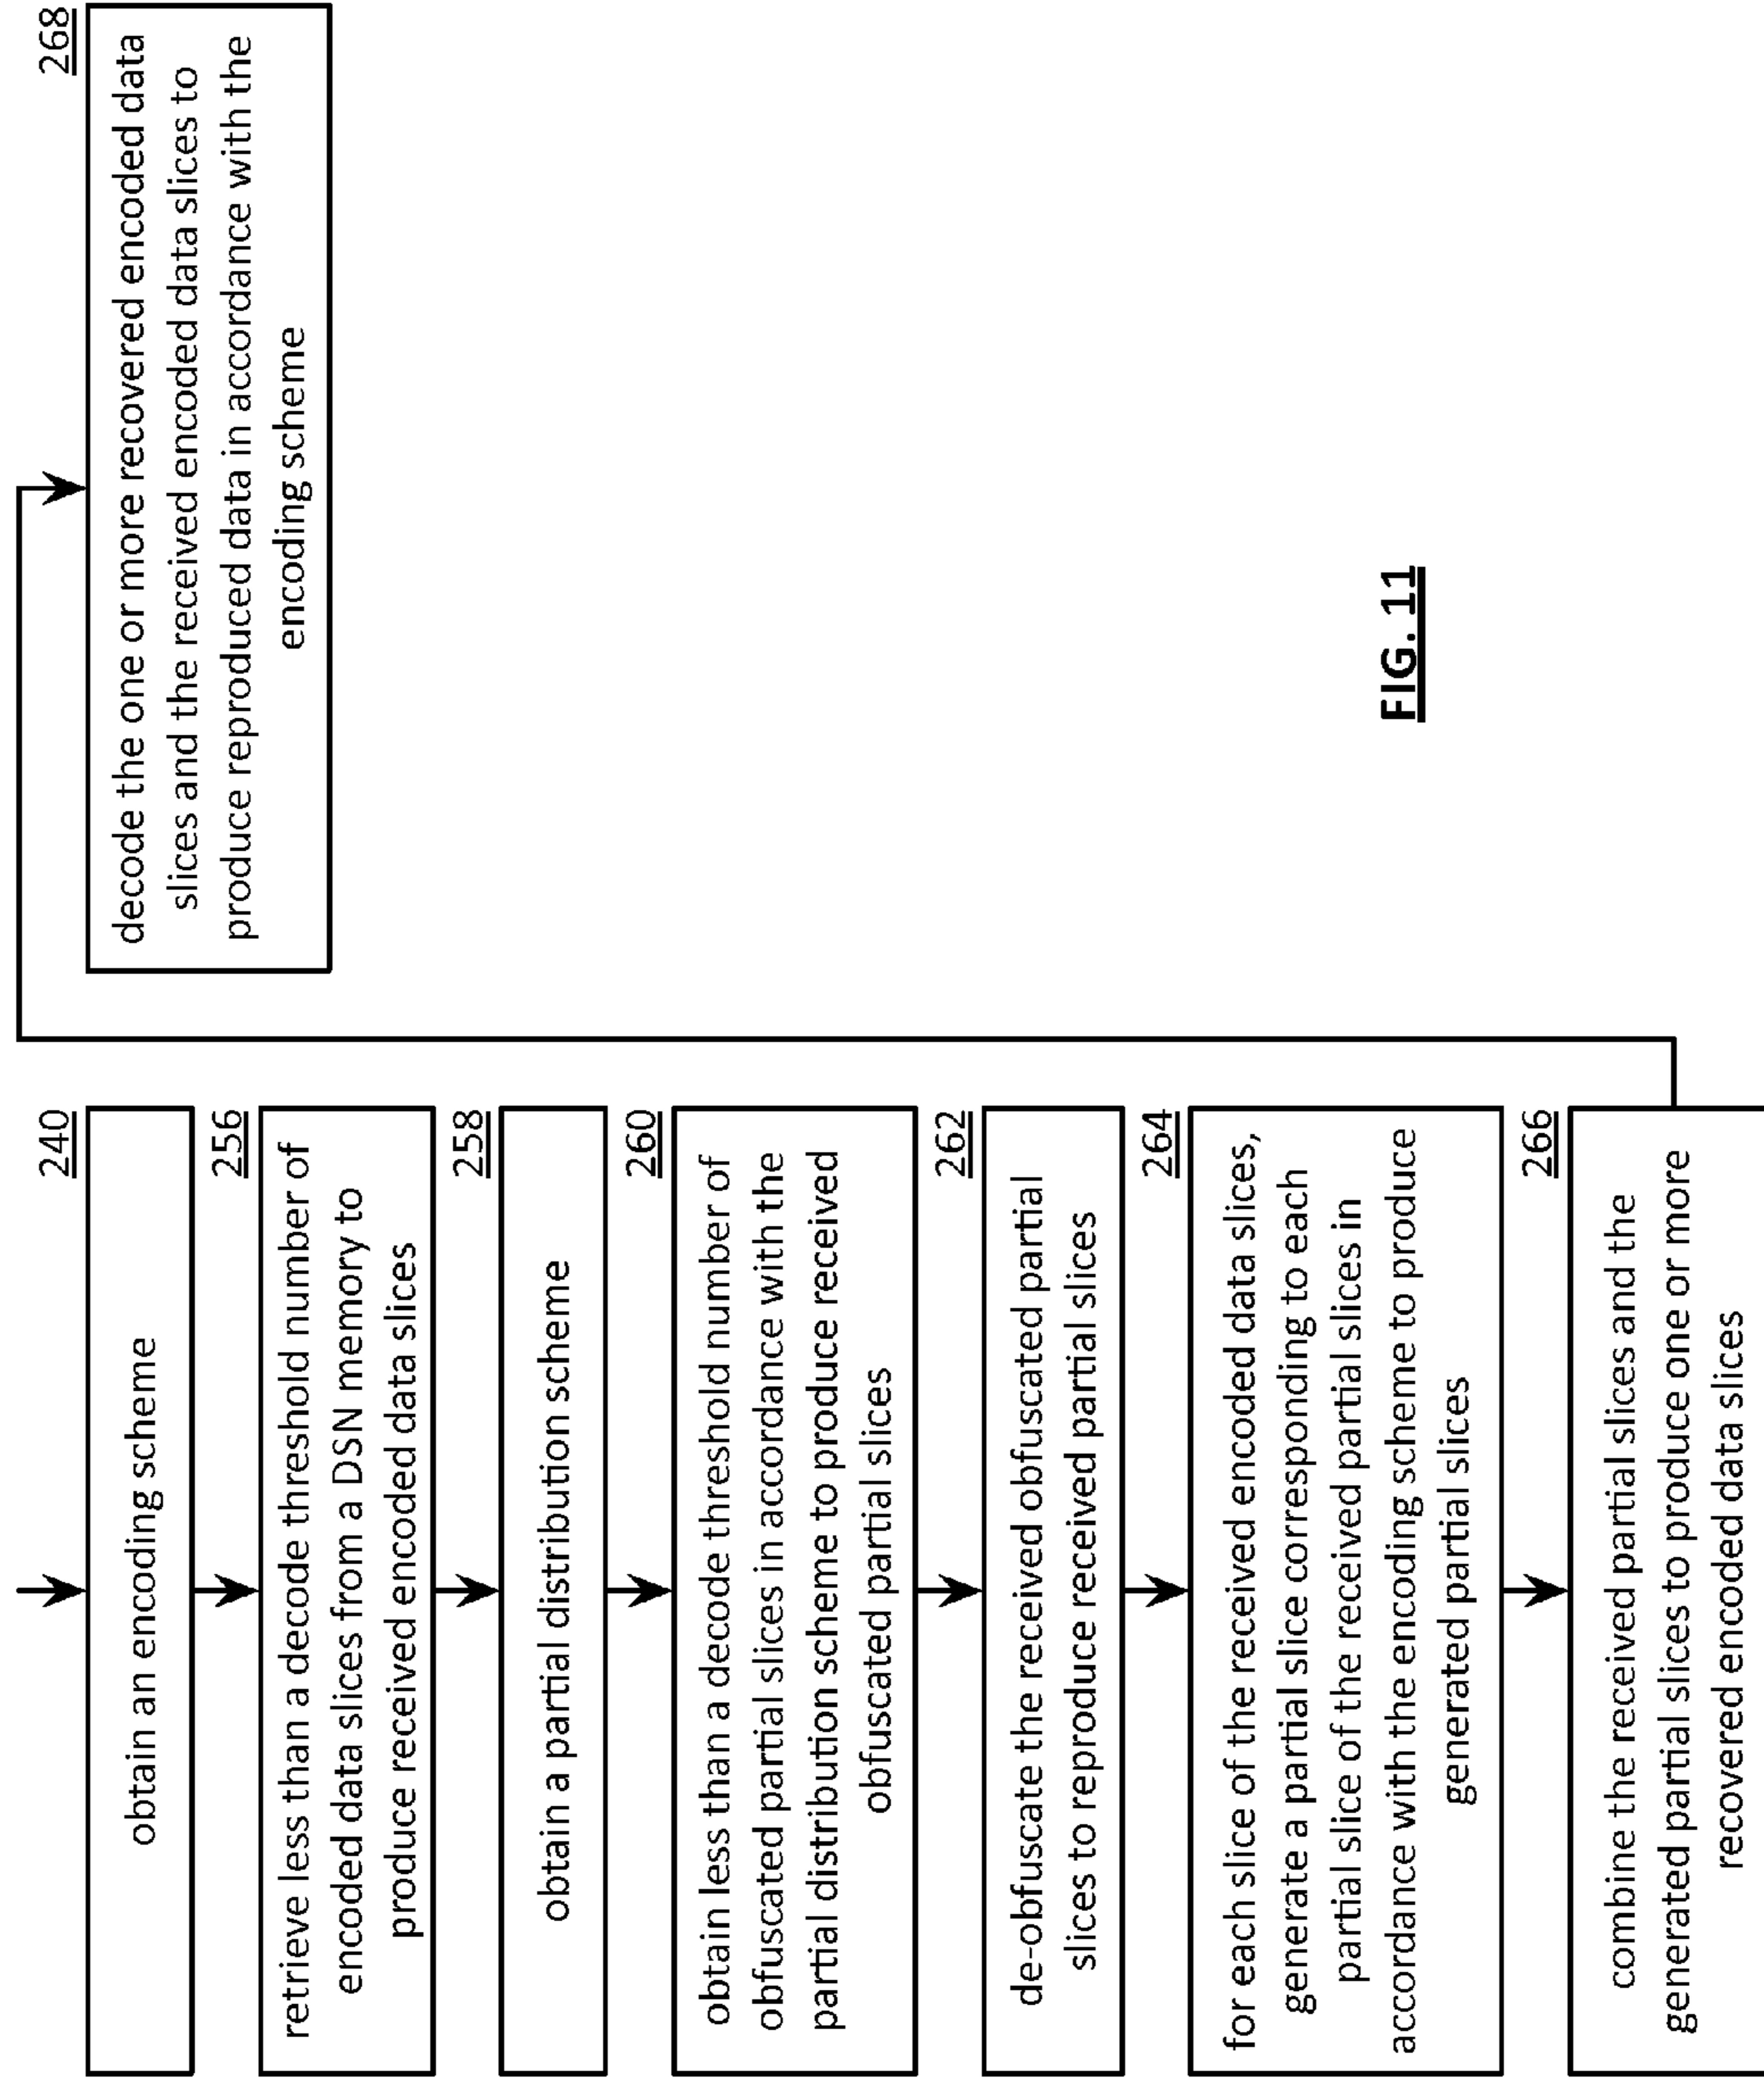 240
obtain an encoding scheme
256
retrieve less than a decode threshold number of
encoded data slices from a DSN memory to
produce received encoded data slices
258
obtain a partial distribution scheme
260
obtain less than a decode threshold number of
obfuscated partial slices in accordance with the
partial distribution scheme to produce received
obfuscated partial slices
262
de-obfuscate the received obfuscated partial
slices to reproduce received partial slices
264
for each slice of the received encoded data slices,
generate a partial slice corresponding to each
partial slice of the received partial slices in
accordance with the encoding scheme to produce
generated partial slices
266
combine the received partial slices and the
generated partial slices to produce one or more
recovered encoded data slices
268
decode the one or more recovered encoded data
slices and the received encoded data slices to
produce reproduced data in accordance with the
encoding scheme
FIG. 11